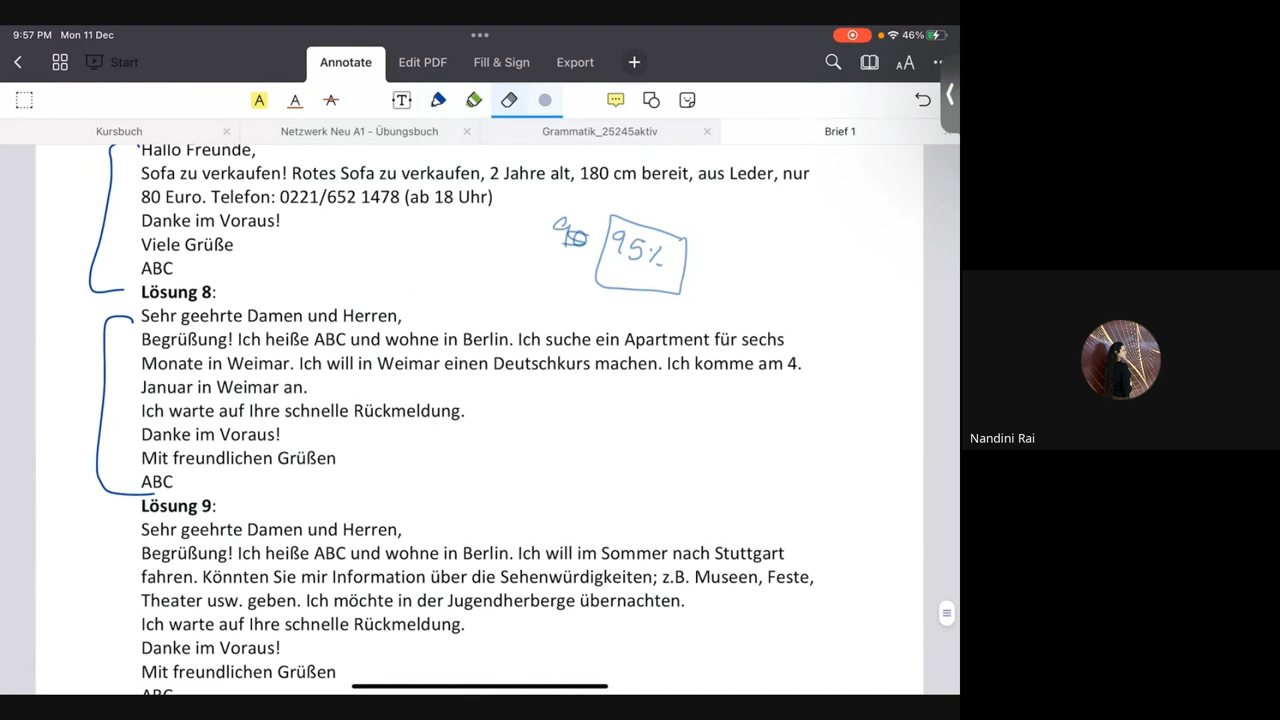 9:57 PM Mon 11 Dec
46%
Start
Annotate
Edit PDF
Fill & Sign
Export
Kursbuch
Netzwerk Neu A1 - Übungsbuch
Grammatik_25245aktiv
Brief 1
Hallo Freunde,
Sofa zu verkaufen! Rotes Sofa zu verkaufen, 2 Jahre alt, 180 cm bereit, aus Leder, nur
80 Euro. Telefon: 0221/652 1478 (ab 18 Uhr)
Danke im Voraus!
Viele Grüße
95%
ABC
Lösung 8:
Sehr geehrte Damen und Herren,
Begrüßung! Ich heiße ABC und wohne in Berlin. Ich suche ein Apartment für sechs
Monate in Weimar. Ich will in Weimar einen Deutschkurs machen. Ich komme am 4.
Januar in Weimar an.
Ich warte auf Ihre schnelle Rückmeldung.
Danke im Voraus!
Mit freundlichen Grüßen
ABC
Lösung 9:
Sehr geehrte Damen und Herren,
Begrüßung! Ich heiße ABC und wohne in Berlin. Ich will im Sommer nach Stuttgart
fahren. Könnten Sie mir Information über die Sehenwürdigkeiten; z.B. Museen, Feste,
Theater usw. geben. Ich möchte in der Jugendherberge übernachten.
Ich warte auf Ihre schnelle Rückmeldung.
Danke im Voraus!
Mit freundlichen Grüßen
ABC
Nandini Rai